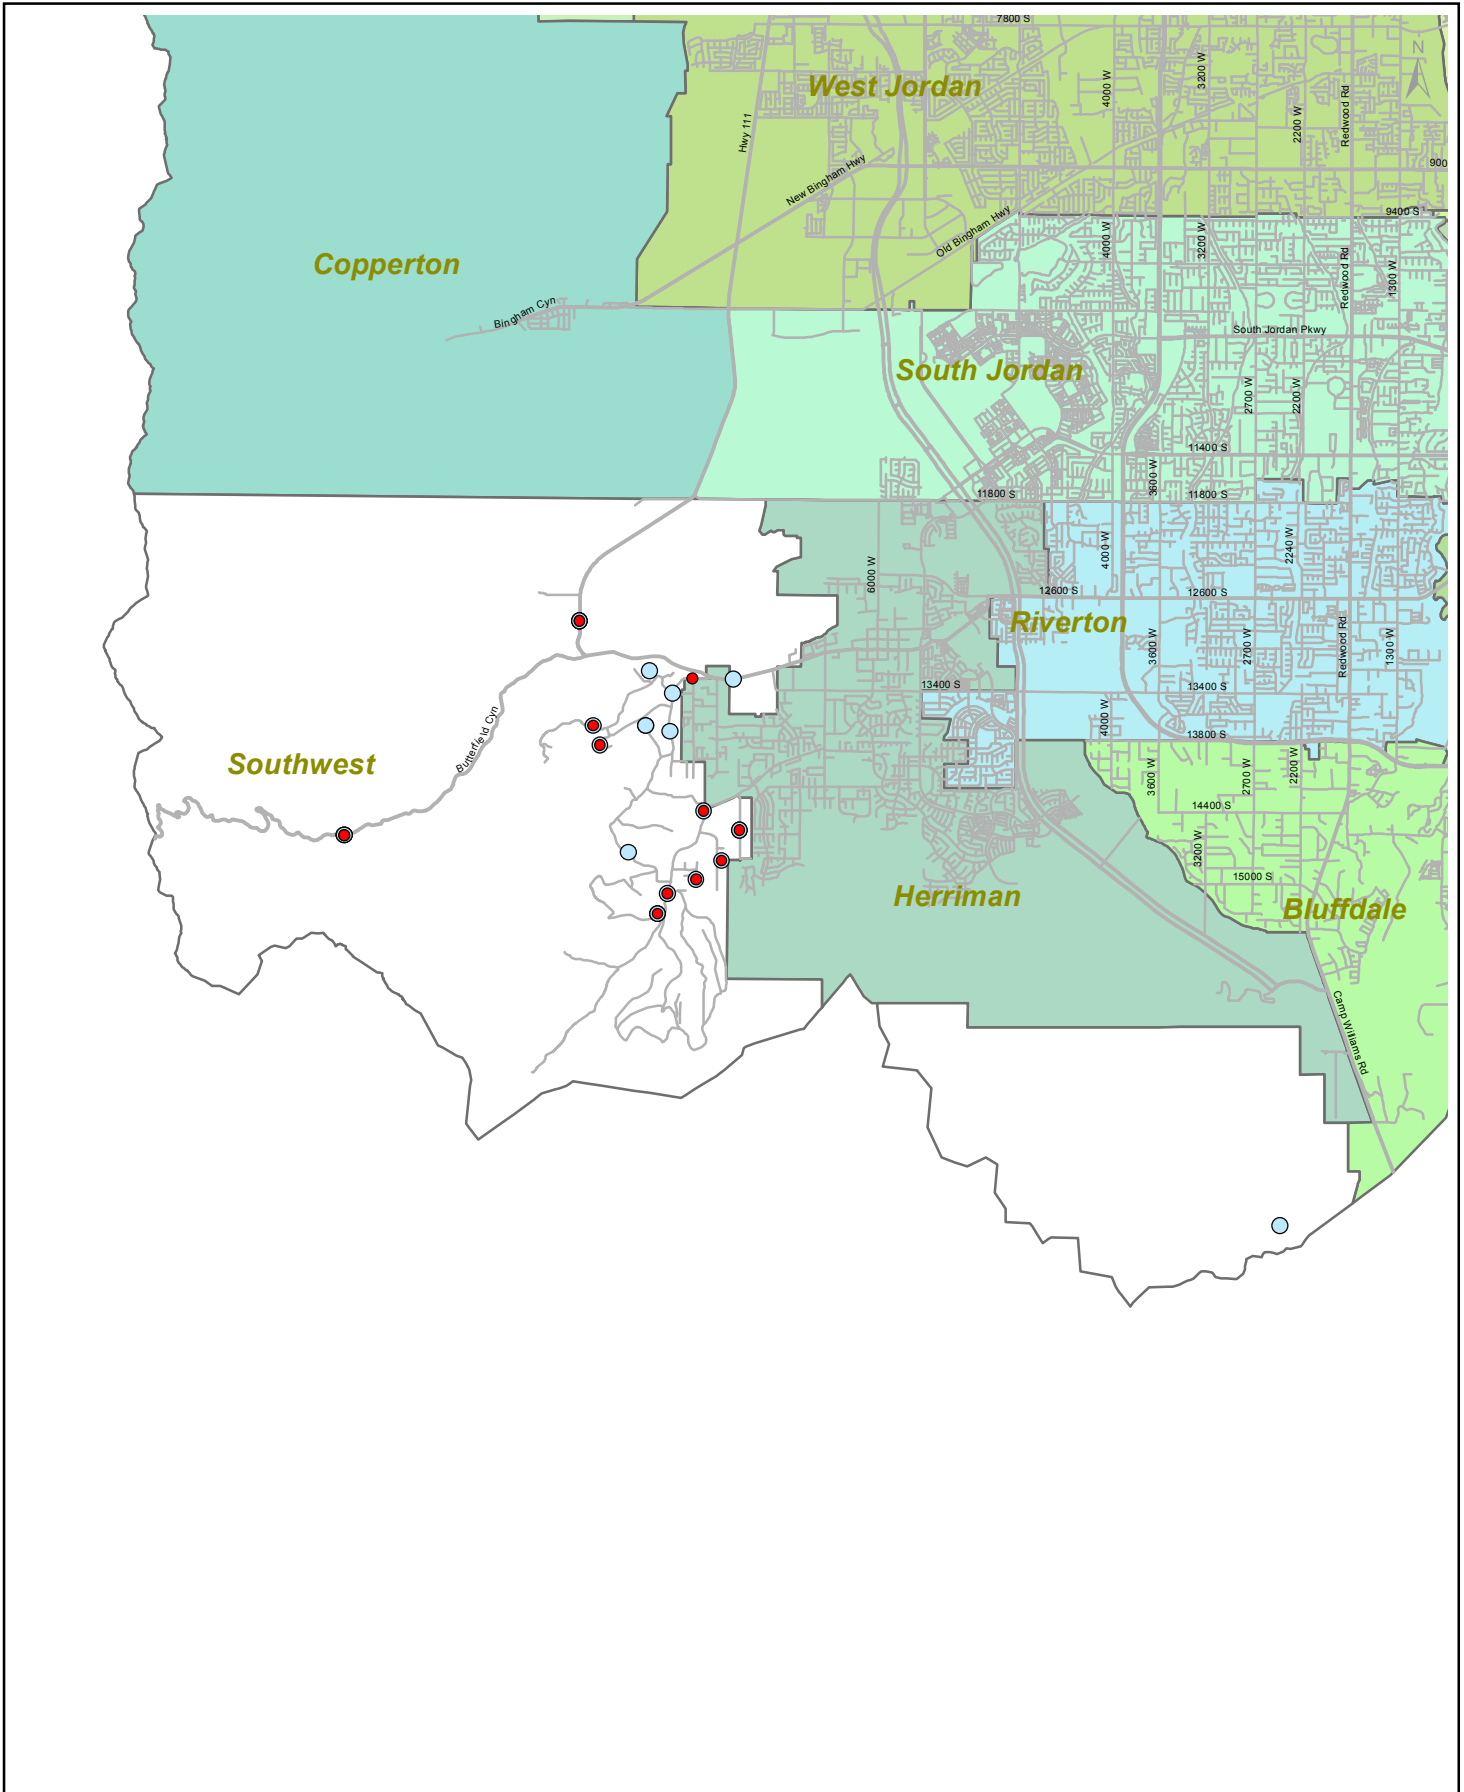 7800 S
N
West Jordan
4000 W
3200 W
2200 W
Redwood Rd
Hwy 111
New Bingham Hwy
900
Old Bingham Hwy
9400 S
Copperton
4000 W
3200 W
Redwood Rd
1300 W
Bingham Cyn
South Jordan Pkwy
South Jordan
2700 W
2200 W
11400 S
3600 W
11800 S
11800 S
4000 W
2240 W
6000 W
12600 S
12600 S
Riverton
3600 W
2700 W
Redwood Rd
1300 W
13400 S
13400 S
4000 W
13800 S
Butterfield Cyn
Southwest
3600 W
2700 W
2200 W
14400 S
3200 W
15000 S
Herriman
Bluffdale
Camp Williams Rd